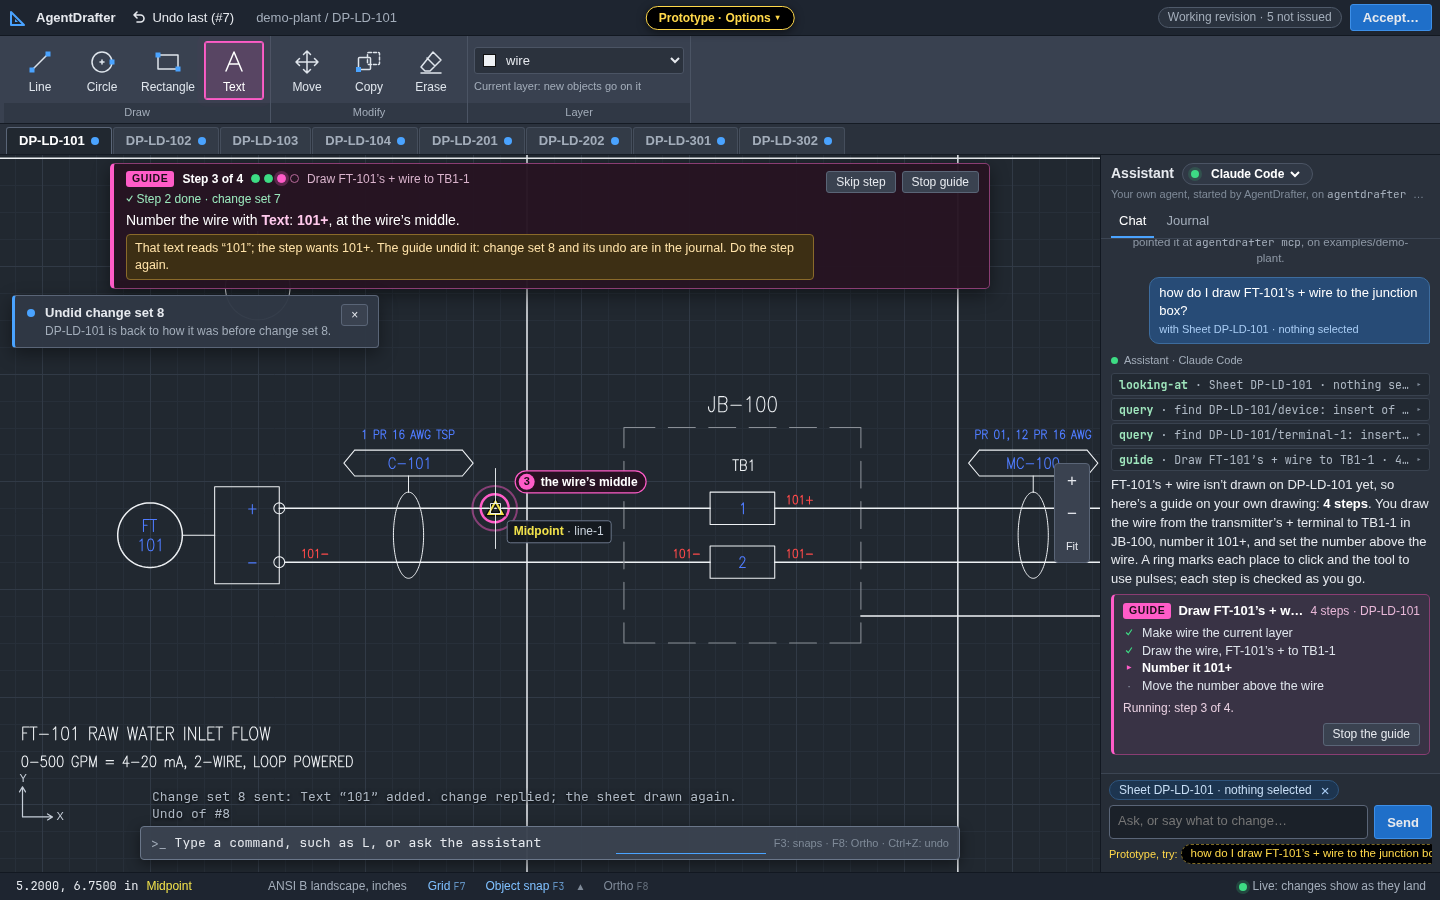 AgentDrafter
Undo last (#7)
demo-plant / DP-LD-101
Prototype · Options ▾
Working revision · 5 not issued
Accept…
Line
Circle
Rectangle
Text
Move
Copy
Erase
wire
Current layer: new objects go on it
Draw
Modify
Layer
DP-LD-101
DP-LD-102
DP-LD-103
DP-LD-104
DP-LD-201
DP-LD-202
DP-LD-301
DP-LD-302
GUIDE Step 3 of 4 Draw FT-101's + wire to TB1-1
Skip step
Stop guide
✓ Step 2 done · change set 7
Number the wire with Text: 101+, at the wire's middle.
That text reads “101”; the step wants 101+. The guide undid it: change set 8 and its undo are in the journal. Do the step
again.
Undid change set 8
×
DP-LD-101 is back to how it was before change set 8.
JB-100
1 PR 16 AWG TSP
C-101
TB1
PR 01, 12 PR 16 AWG
MC-100
3 the wire's middle
Midpoint · line-1
FT
101
+
−
101−
1
2
101+
101−
101−
+
−
Fit
FT-101 RAW WATER INLET FLOW
0-500 GPM = 4-20 mA, 2-WIRE, LOOP POWERED
Y
X
Change set 8 sent: Text “101” added. change replied; the sheet drawn again.
Undo of #8
>_ Type a command, such as L, or ask the assistant
F3: snaps · F8: Ortho · Ctrl+Z: undo
Assistant
Claude Code
Your own agent, started by AgentDrafter, on agentdrafter …
Chat
Journal
pointed it at agentdrafter mcp, on examples/demo-
plant.
how do I draw FT-101's + wire to the junction
box?
with Sheet DP-LD-101 · nothing selected
Assistant · Claude Code
looking-at · Sheet DP-LD-101 · nothing se… ▸
query · find DP-LD-101/device: insert of … ▸
query · find DP-LD-101/terminal-1: insert… ▸
guide · Draw FT-101's + wire to TB1-1 · 4… ▸
FT-101's + wire isn't drawn on DP-LD-101 yet, so
here's a guide on your own drawing: 4 steps. You draw
the wire from the transmitter's + terminal to TB1-1 in
JB-100, number it 101+, and set the number above the
wire. A ring marks each place to click and the tool to
use pulses; each step is checked as you go.
GUIDE Draw FT-101's + w… 4 steps · DP-LD-101
✓ Make wire the current layer
✓ Draw the wire, FT-101's + to TB1-1
▸ Number it 101+
· Move the number above the wire
Running: step 3 of 4.
Stop the guide
Sheet DP-LD-101 · nothing selected ×
Ask, or say what to change…
Send
Prototype, try: how do I draw FT-101's + wire to the junction bo
5.2000, 6.7500 in Midpoint
ANSI B landscape, inches
Grid F7
Object snap F3 ▲
Ortho F8
Live: changes show as they land